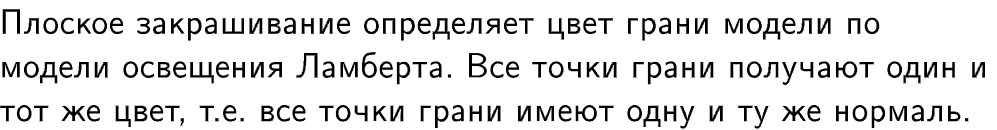 Плоское закрашивание определяет цвет грани модели по
модели освещения Ламберта. Все точки грани получают один и
тот же цвет, т.е. все точки грани имеют одну и ту же нормаль.